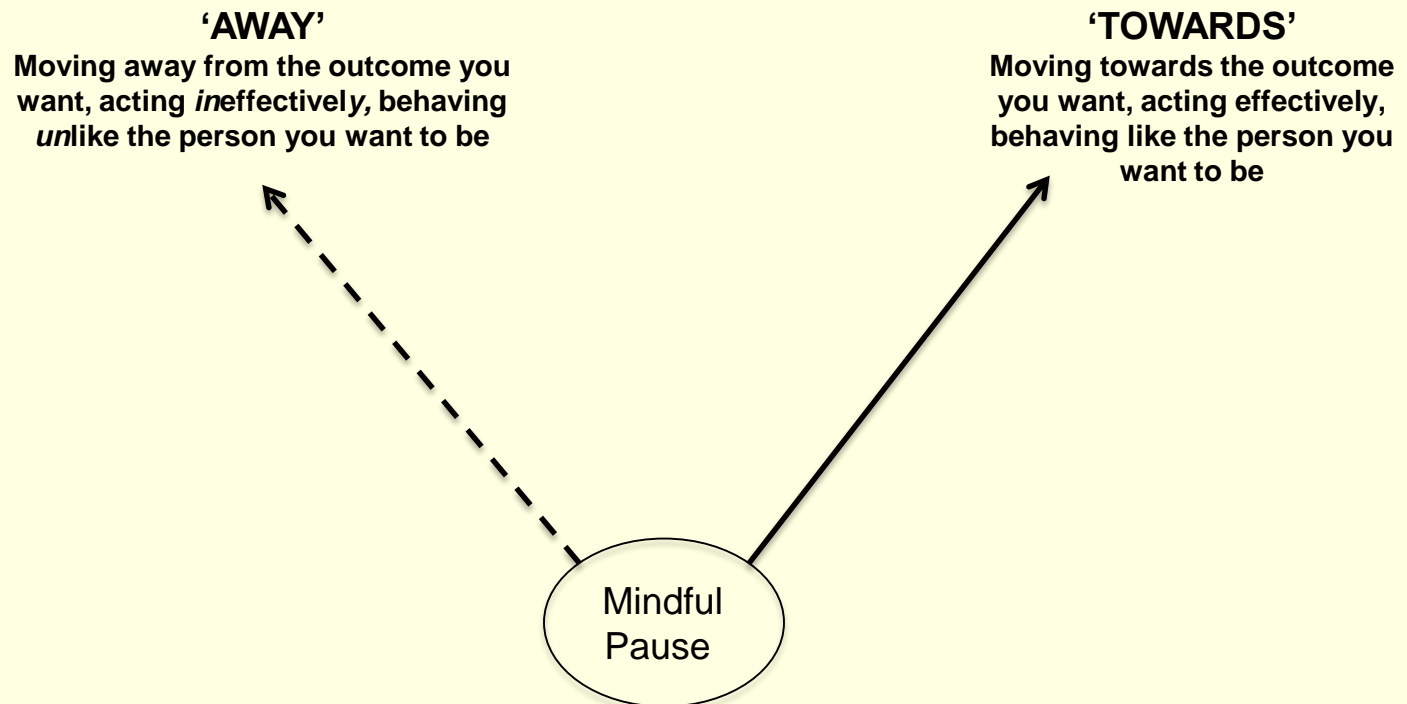 ‘AWAY’
Moving away from the outcome you
want, acting ineffectively, behaving
unlike the person you want to be
‘TOWARDS’
Moving towards the outcome
you want, acting effectively,
behaving like the person you
want to be
Mindful
Pause